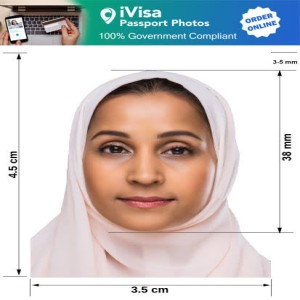 iVisa
Passport Photos
100% Government Compliant
ORDER
ONLINE
3-5 mm
4.5 cm
38 mm
3.5 cm